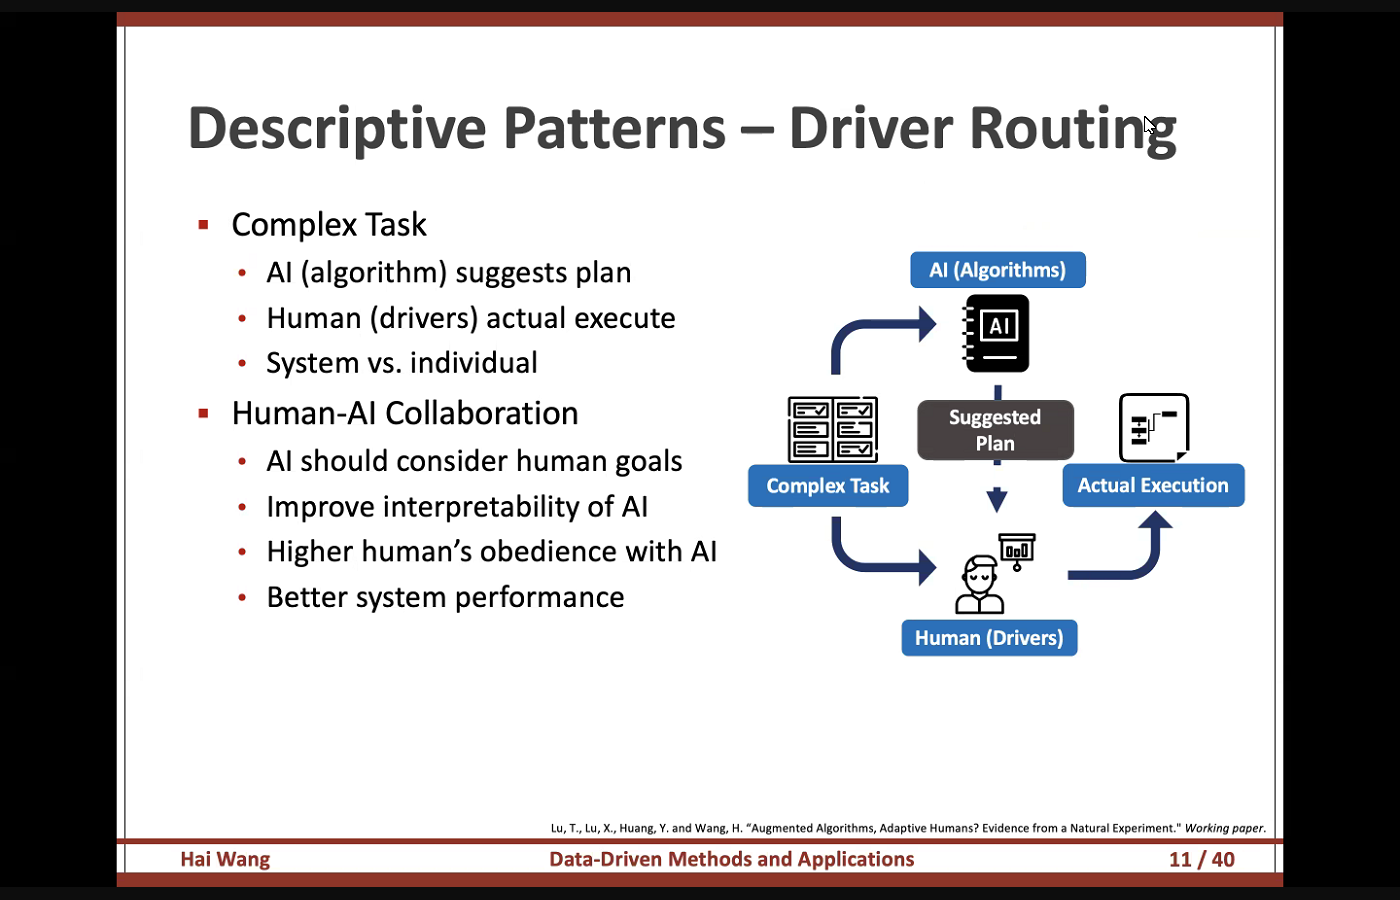 Descriptive Patterns – Driver Routing
Complex Task
AI (algorithm) suggests plan
Human (drivers) actual execute
System vs. individual
Human-AI Collaboration
AI should consider human goals
Improve interpretability of AI
Higher human's obedience with AI
Better system performance
AI (Algorithms)
AI
Suggested
Plan
Complex Task
Actual Execution
Human (Drivers)
Lu, T., Lu, X., Huang, Y. and Wang, H. “Augmented Algorithms, Adaptive Humans? Evidence from a Natural Experiment." Working paper.
Hai Wang
Data-Driven Methods and Applications
11 / 40